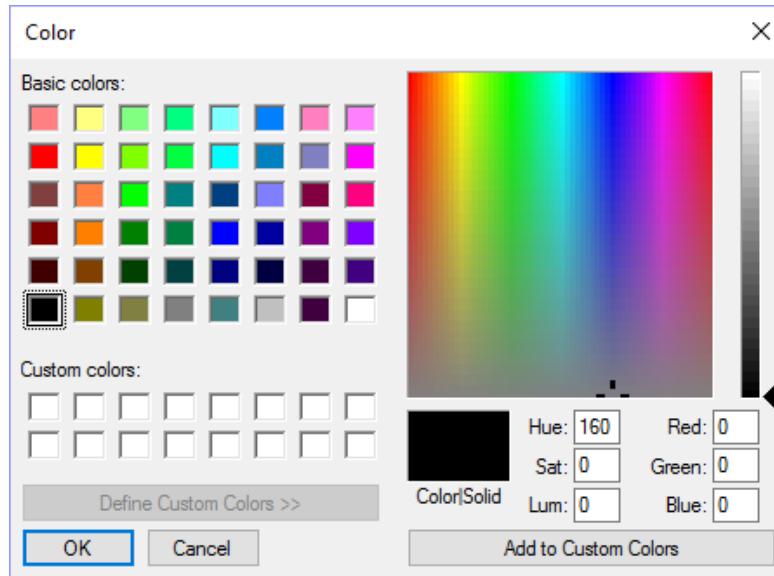 Color
Basic colors:
Custom colors:
Define Custom Colors >>
OK
Cancel
Color|Solid
Hue: 160
Sat: 0
Lum: 0
Red: 0
Green: 0
Blue: 0
Add to Custom Colors